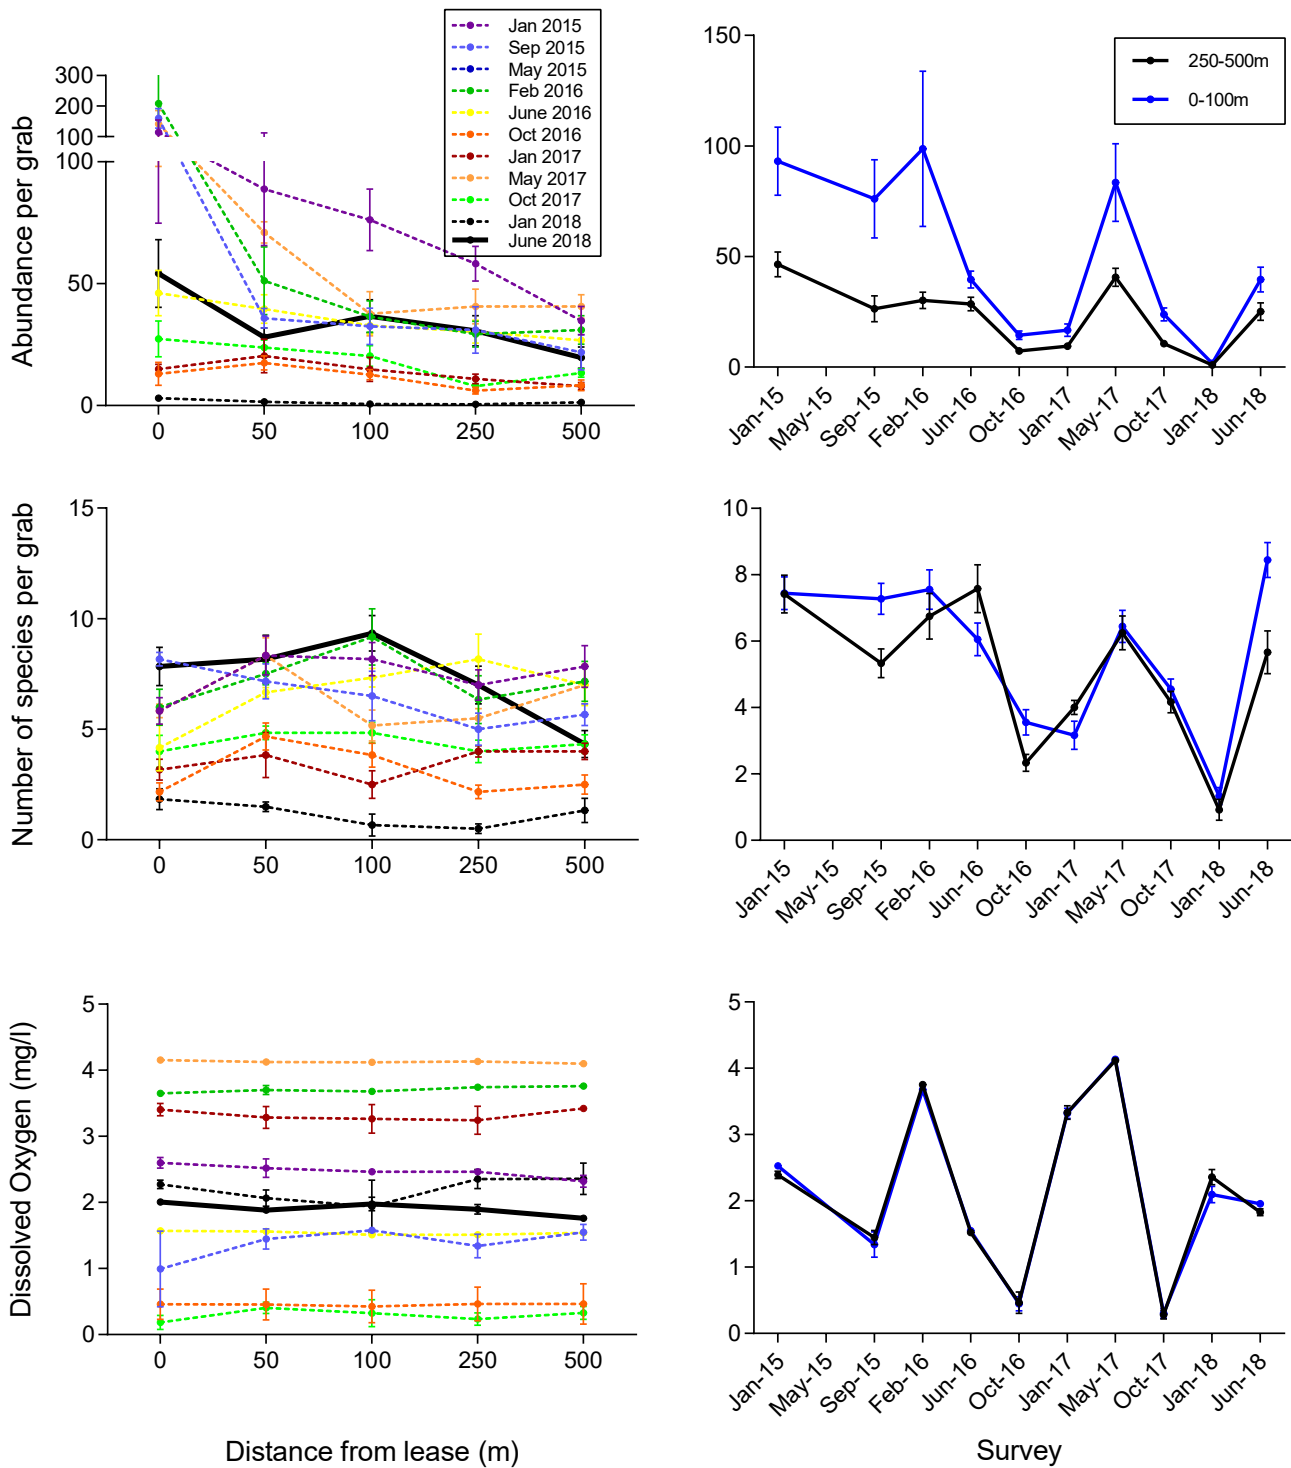 Jan 2015
Sep 2015
May 2015
Feb 2016
June 2016
Oct 2016
Jan 2017
May 2017
Oct 2017
Jan 2018
June 2018
Abundance per grab
300
200
100
100
50
0
0 50 100 250 500
250-500m
0-100m
150
100
50
0
Jan-15 May-15 Sep-15 Feb-16 Jun-16 Oct-16 Jan-17 May-17 Oct-17 Jan-18 Jun-18
Number of species per grab
15
10
5
0
0 50 100 250 500
10
8
6
4
2
0
Jan-15 May-15 Sep-15 Feb-16 Jun-16 Oct-16 Jan-17 May-17 Oct-17 Jan-18 Jun-18
Dissolved Oxygen (mg/l)
5
4
3
2
1
0
0 50 100 250 500
Distance from lease (m)
5
4
3
2
1
0
Jan-15 May-15 Sep-15 Feb-16 Jun-16 Oct-16 Jan-17 May-17 Oct-17 Jan-18 Jun-18
Survey